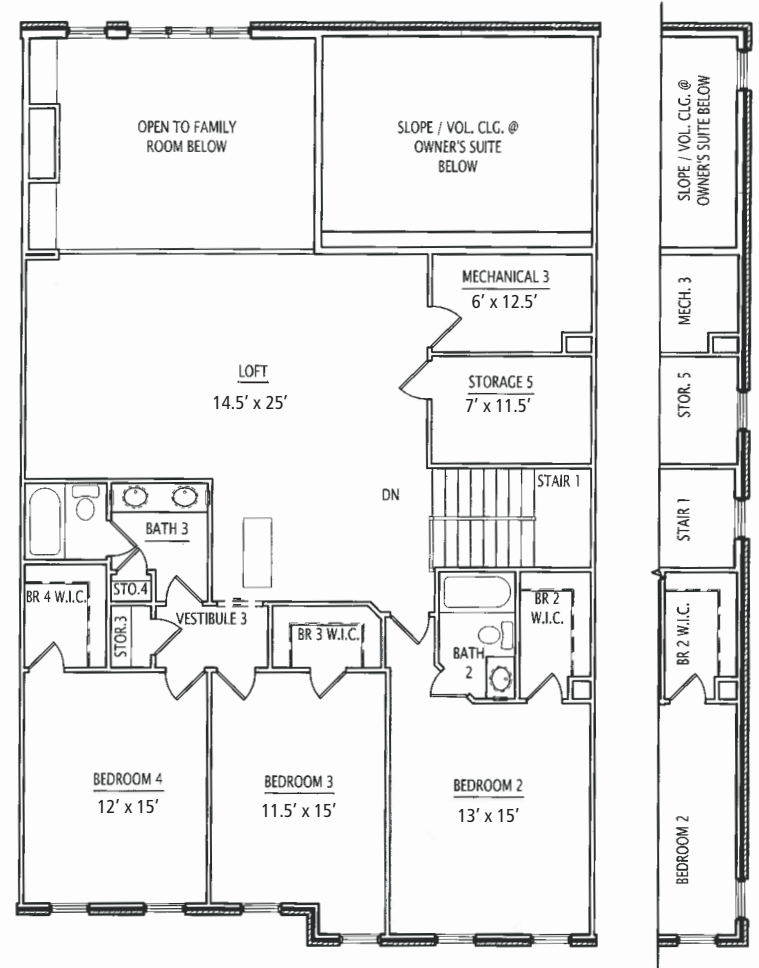 OPEN TO FAMILY
ROOM BELOW
SLOPE / VOL. CLG. @
OWNER'S SUITE
BELOW
MECHANICAL 3
6' x 12.5'
LOFT
14.5' x 25'
STORAGE 5
7' x 11.5'
DN
STAIR 1
BATH 3
BR 4 W.I.C.
STO.4
STOR.3
VESTIBULE 3
BR 3 W.I.C.
BATH
2
BR 2
W.I.C.
BEDROOM 4
12' x 15'
BEDROOM 3
11.5' x 15'
BEDROOM 2
13' x 15'
SLOPE / VOL. CLG. @
OWNER'S SUITE BELOW
MECH. 3
STOR. 5
STAIR 1
BR 2 W.I.C.
BEDROOM 2